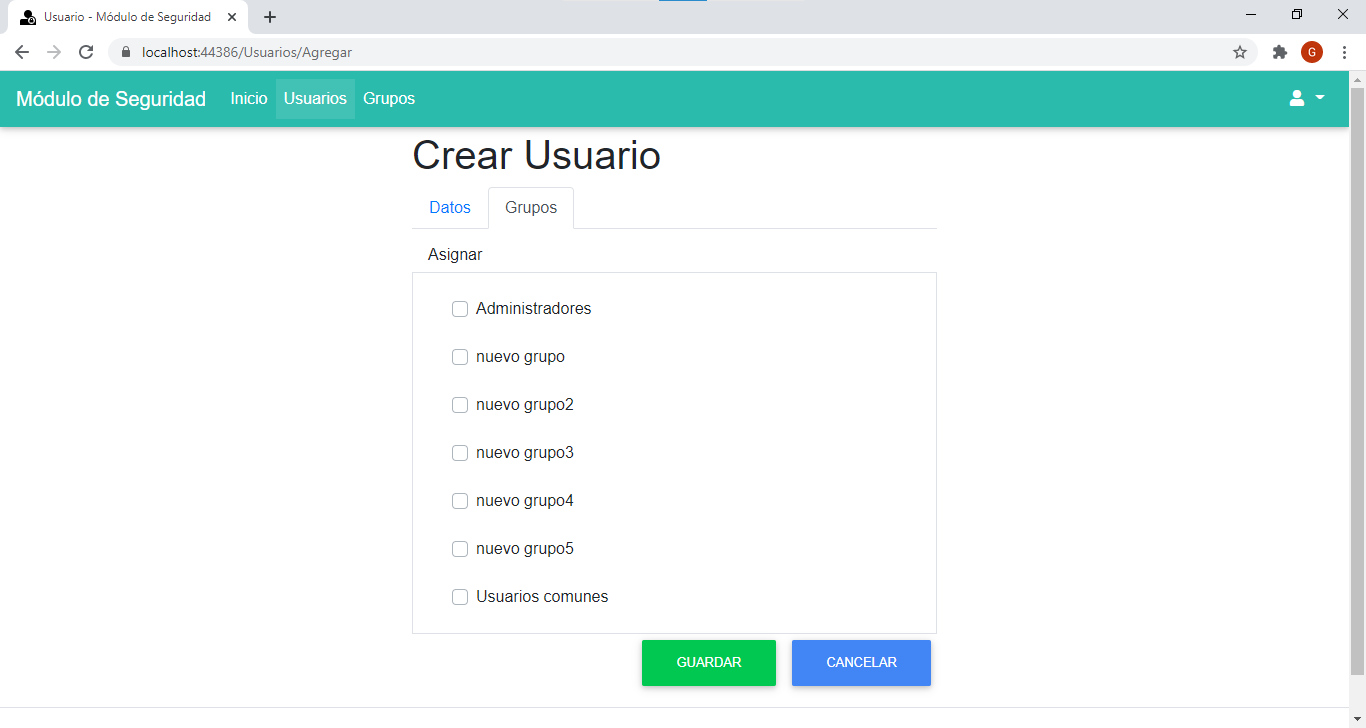 Usuario - Módulo de Seguridad
localhost:44386/Usuarios/Agregar
G
Módulo de Seguridad Inicio Usuarios Grupos
Crear Usuario
Datos Grupos
Asignar
Administradores
nuevo grupo
nuevo grupo2
nuevo grupo3
nuevo grupo4
nuevo grupo5
Usuarios comunes
GUARDAR CANCELAR